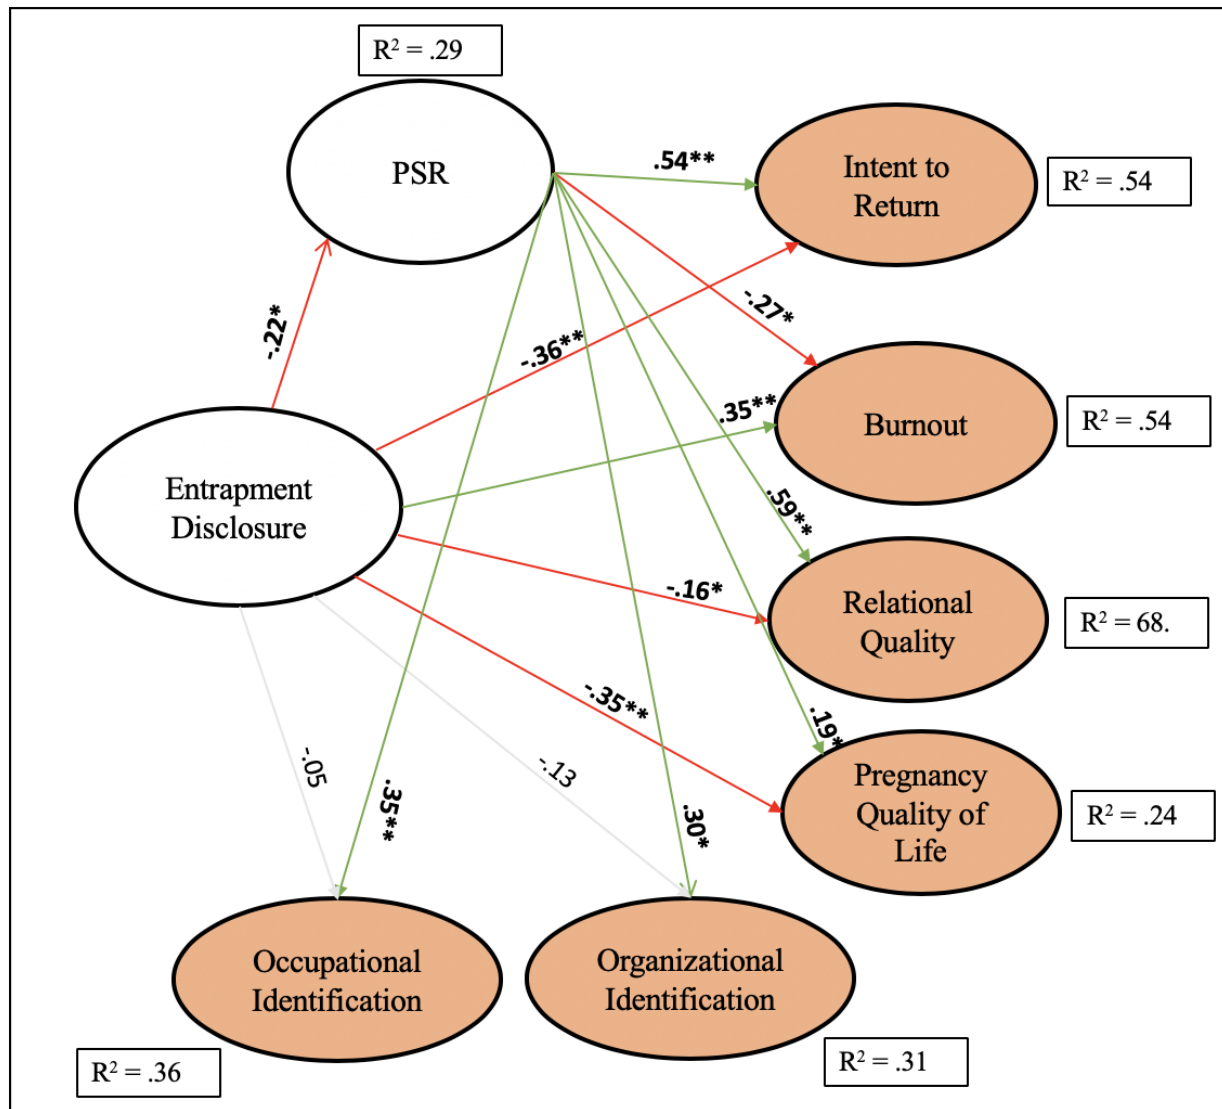 R² = .29
PSR
.54**
Intent to
Return
R² = .54
-.22*
-.36**
-.27*
.35**
Burnout
R² = .54
Entrapment
Disclosure
.59**
-.16*
Relational
Quality
R² = 68.
-.35**
.19*
Pregnancy
Quality of
Life
R² = .24
-.05
-.13
.35**
.30*
Occupational
Identification
Organizational
Identification
R² = .36
R² = .31